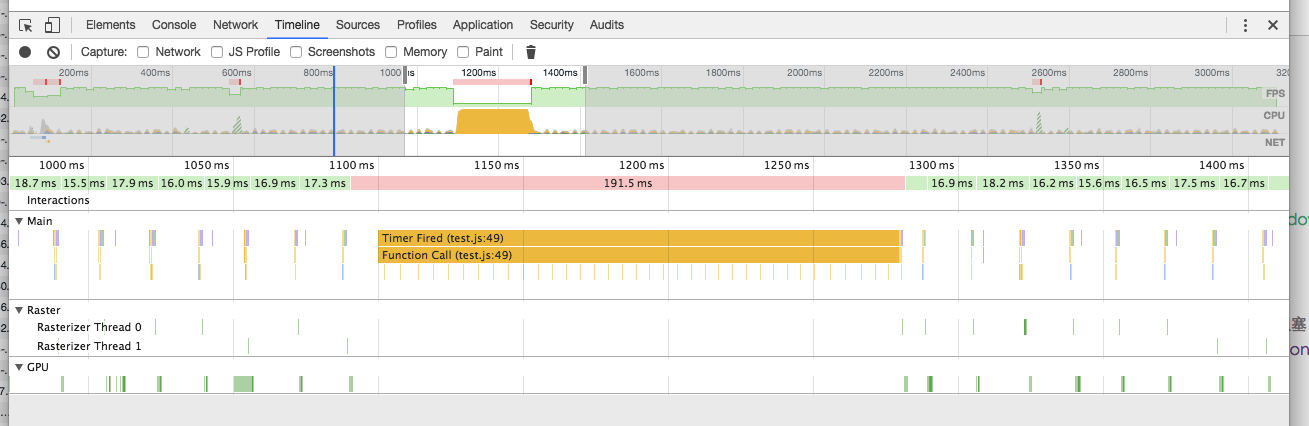 Elements Console Network Timeline Sources Profiles Application Security Audits
Capture: Network JS Profile Screenshots Memory Paint
200ms 400ms 600ms 800ms 1000 ms 1200ms 1400ms 1600ms 1800ms 2000ms 2200ms 2400ms 2600ms 2800ms 3000ms 320
FPS
CPU
NET
1000 ms 1050 ms 1100 ms 1150 ms 1200 ms 1250 ms 1300 ms 1350 ms 1400 ms
18.7 ms 15.5 ms 17.9 ms 16.0 ms 15.9 ms 16.9 ms 17.3 ms 191.5 ms 16.9 ms 18.2 ms 16.2 ms 15.6 ms 16.5 ms 17.5 ms 16.7 ms
Interactions
Main
Timer Fired (test.js:49)
Function Call (test.js:49)
Raster
Rasterizer Thread 0
Rasterizer Thread 1
GPU
塞
on